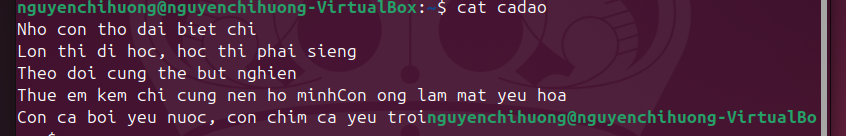 nguyenchihuong@nguyenchihuong-VirtualBox:~$ cat cadao
Nho con tho dai biet chi
Lon thi di hoc, hoc thi phai sieng
Theo doi cung the but nghien
Thue em kem chi cung nen ho minhCon ong lam mat yeu hoa
Con ca boi yeu nuoc, con chim ca yeu troinguyenchihuong@nguyenchihuong-VirtualBo